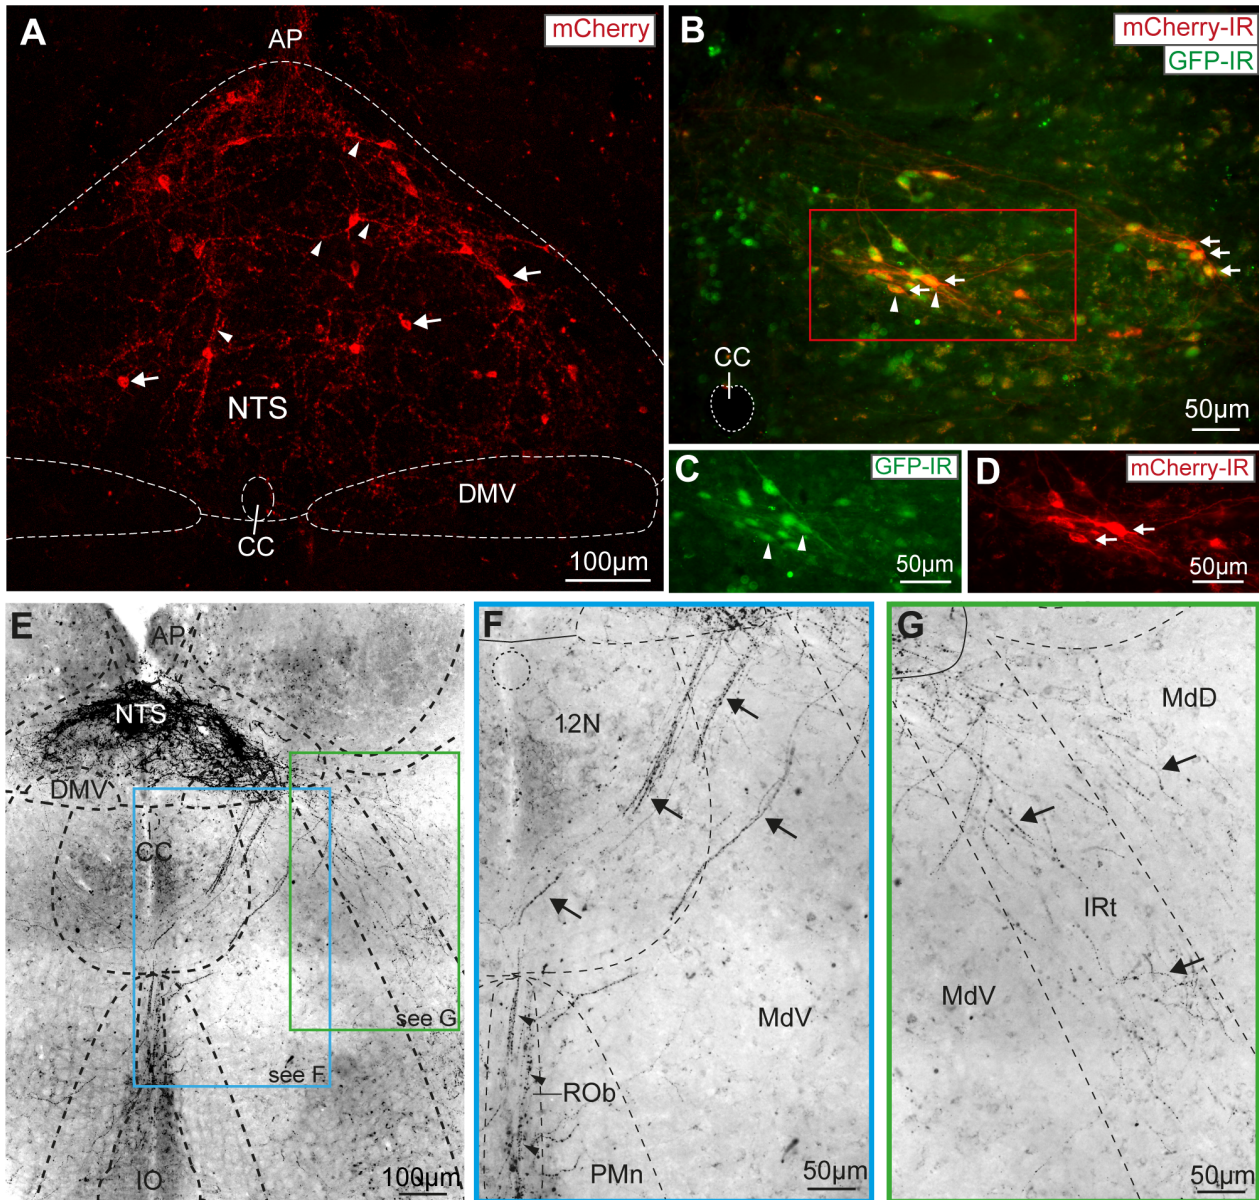 A
AP
mCherry
NTS
DMV
CC
100µm
B
mCherry-IR
GFP-IR
CC
50µm
C
GFP-IR
50µm
D
mCherry-IR
50µm
E
AP
NTS
DMV
CC
see G
see F
IO
100µm
F
12N
MdV
ROb
PMn
50µm
G
MdD
IRt
MdV
50µm